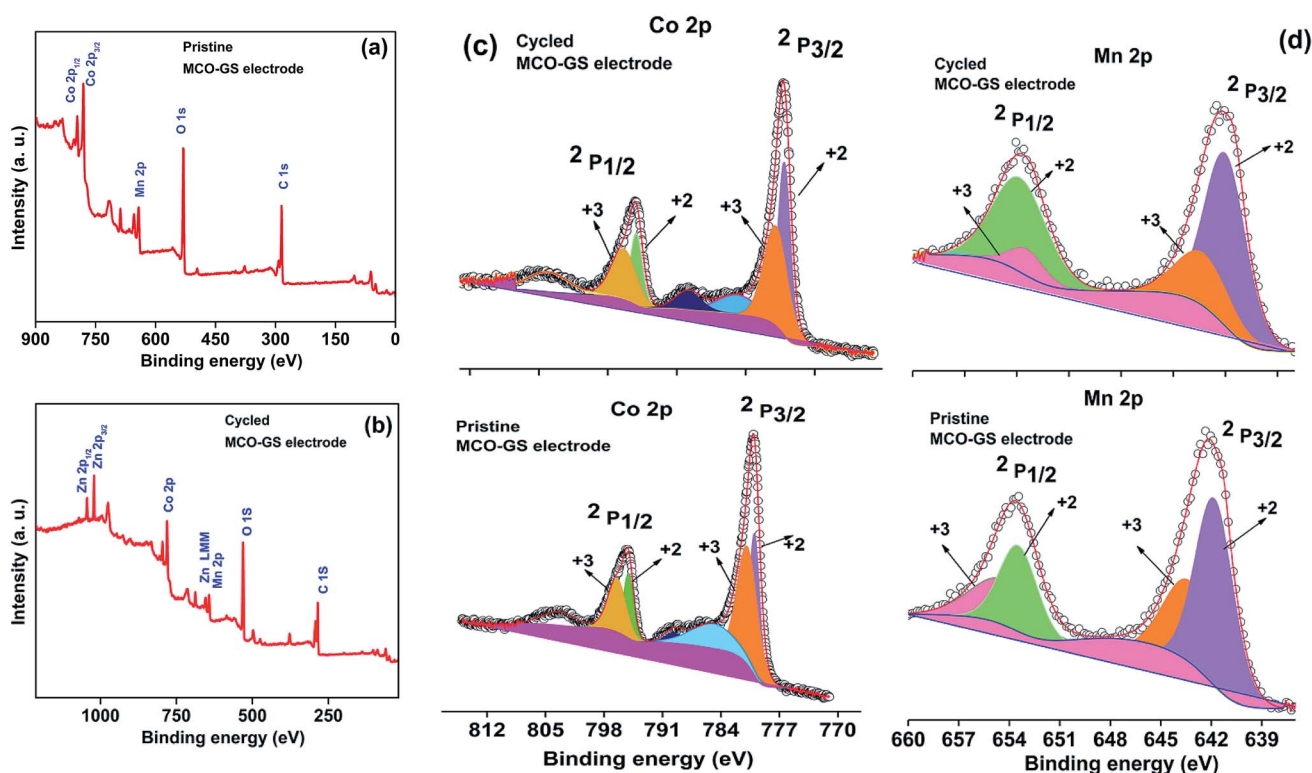 (a)
Pristine
MCO-GS electrode
Co 2p1/2
Co 2p3/2
Mn 2p
O 1s
C 1s
Intensity (a. u.)
900 750 600 450 300 150 0
Binding energy (eV)
(b)
Cycled
MCO-GS electrode
Zn 2p1/2
Zn 2p3/2
Co 2p
Zn LMM
Mn 2p
O 1S
C 1S
Intensity (a. u.)
1000 750 500 250
Binding energy (eV)
(c)
Co 2p
Cycled
MCO-GS electrode
2 P3/2
2 P1/2
+2
+3
+2
+3
Co 2p
2 P3/2
Pristine
MCO-GS electrode
2 P1/2
+3
+2
+3
+2
812 805 798 791 784 777 770
Binding energy (eV)
(d)
Mn 2p
Cycled
MCO-GS electrode
2 P3/2
2 P1/2
+2
+3
+2
+3
Mn 2p
Pristine
MCO-GS electrode
2 P3/2
2 P1/2
+2
+3
+3
+2
660 657 654 651 648 645 642 639
Binding energy (eV)